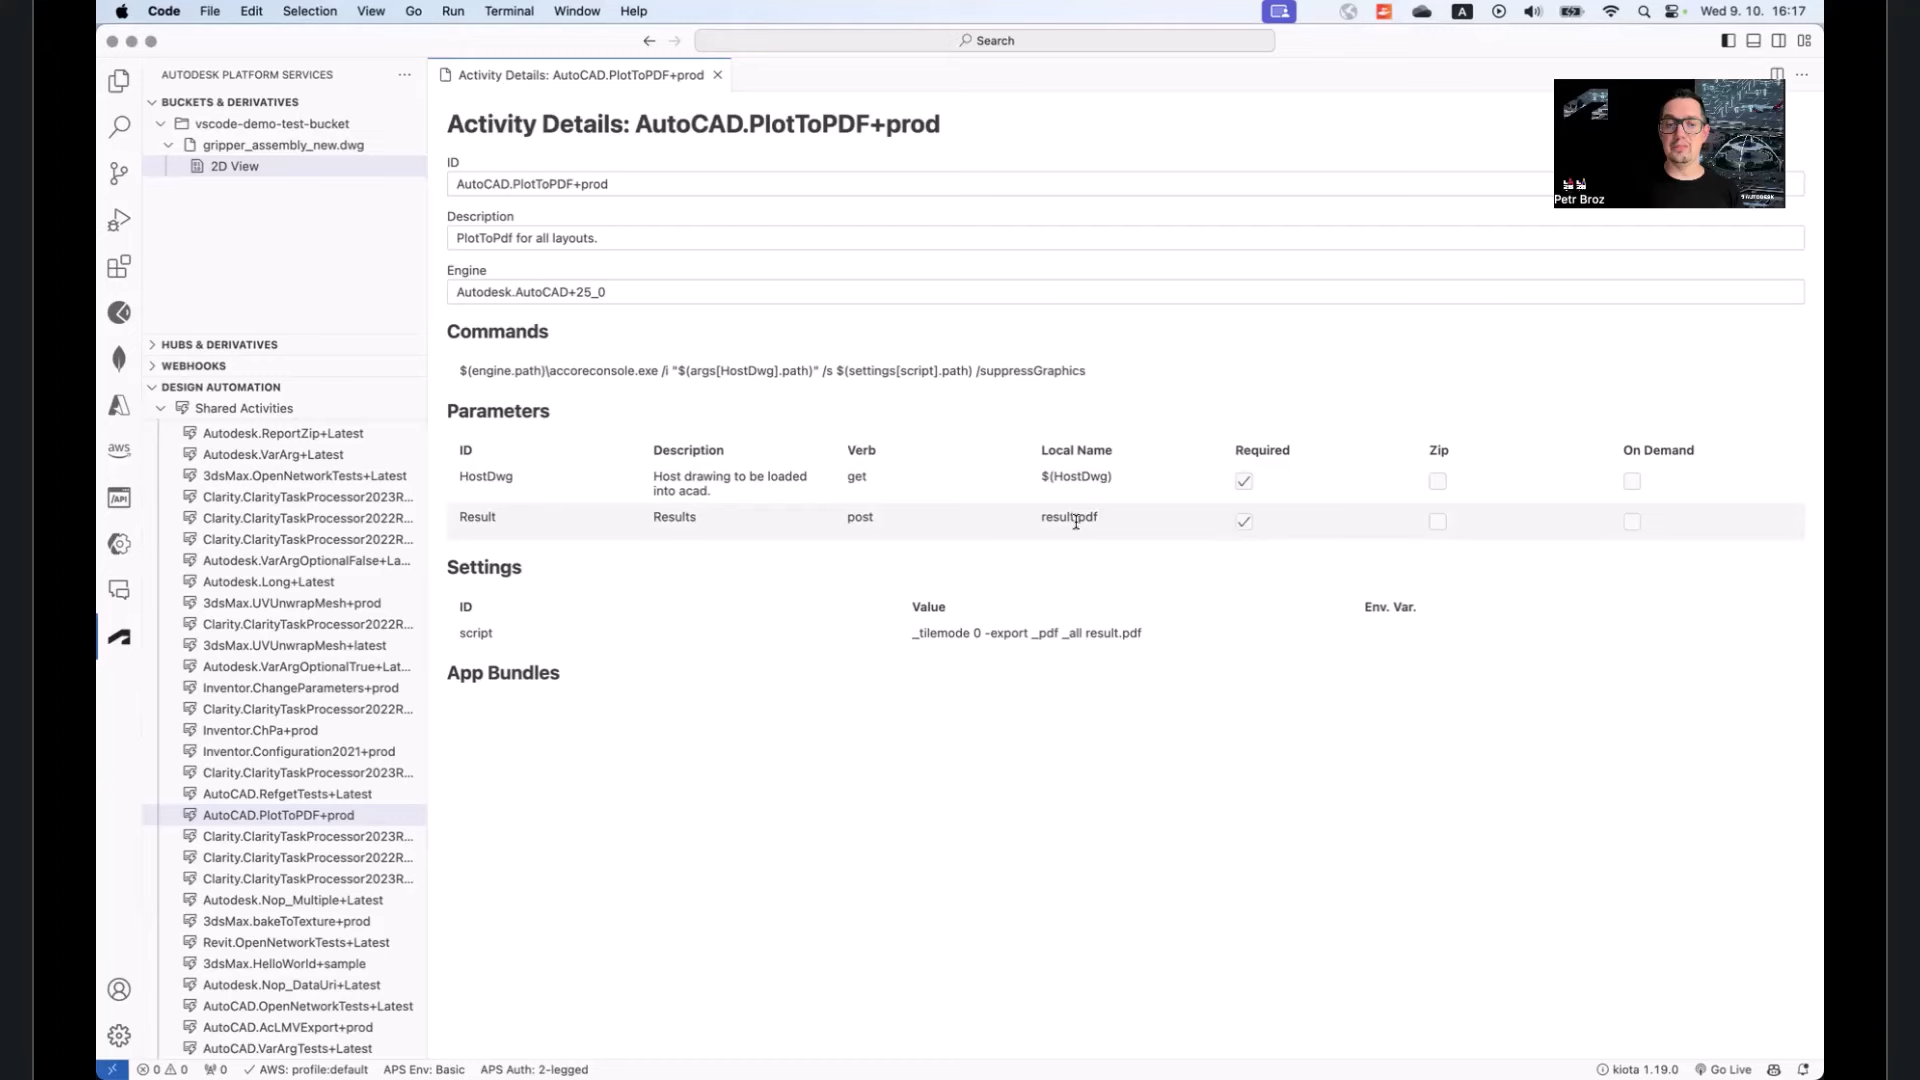 Code File Edit Selection View Go Run Terminal Window Help
A
Wed 9. 10. 16:17
Search
AUTODESK PLATFORM SERVICES
BUCKETS & DERIVATIVES
vscode-demo-test-bucket
gripper_assembly_new.dwg
2D View
HUBS & DERIVATIVES
WEBHOOKS
DESIGN AUTOMATION
Shared Activities
Autodesk.ReportZip+Latest
Autodesk.VarArg+Latest
3dsMax.OpenNetworkTests+Latest
Clarity.ClarityTaskProcessor2023R...
Clarity.ClarityTaskProcessor2022R...
Clarity.ClarityTaskProcessor2022R...
Autodesk.VarArgOptionalFalse+La...
Autodesk.Long+Latest
3dsMax.UVUnwrapMesh+prod
Clarity.ClarityTaskProcessor2022R...
3dsMax.UVUnwrapMesh+latest
Autodesk.VarArgOptionalTrue+Lat...
Inventor.ChangeParameters+prod
Clarity.ClarityTaskProcessor2022R...
Inventor.ChPa+prod
Inventor.Configuration2021+prod
Clarity.ClarityTaskProcessor2023R...
AutoCAD.RefgetTests+Latest
AutoCAD.PlotToPDF+prod
Clarity.ClarityTaskProcessor2023R...
Clarity.ClarityTaskProcessor2022R...
Clarity.ClarityTaskProcessor2023R...
Autodesk.Nop_Multiple+Latest
3dsMax.bakeToTexture+prod
Revit.OpenNetworkTests+Latest
3dsMax.HelloWorld+sample
Autodesk.Nop_DataUri+Latest
AutoCAD.OpenNetworkTests+Latest
AutoCAD.AcLMVExport+prod
AutoCAD.VarArgTests+Latest
aws
/API
Activity Details: AutoCAD.PlotToPDF+prod
Activity Details: AutoCAD.PlotToPDF+prod
ID
AutoCAD.PlotToPDF+prod
Description
PlotToPdf for all layouts.
Engine
Autodesk.AutoCAD+25_0
Commands
$(engine.path)\accoreconsole.exe /i "$(args[HostDwg].path)" /s $(settings[script].path) /suppressGraphics
Parameters
ID Description Verb Local Name Required Zip On Demand
HostDwg Host drawing to be loaded into acad. get $(HostDwg)
Result Results post result.pdf
Settings
ID Value Env. Var.
script _tilemode 0 -export _pdf _all result.pdf
App Bundles
Petr Broz
AUTODESK
0 0 0 AWS: profile:default APS Env: Basic APS Auth: 2-legged
kiota 1.19.0 Go Live